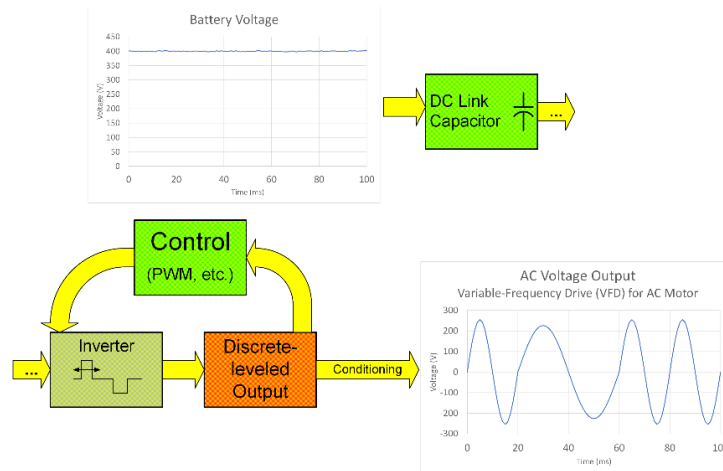 Battery Voltage
500
450
400
350
300
250
200
150
100
50
0
Voltage (V)
0 20 40 60 80 100
Time (ms)
DC Link
Capacitor
...
Control
(PWM, etc.)
...
Inverter
Discrete-
leveled
Output
Conditioning
AC Voltage Output
Variable-Frequency Drive (VFD) for AC Motor
300
200
100
0
-100
-200
-300
Voltage (V)
0 20 40 60 80
Time (ms)